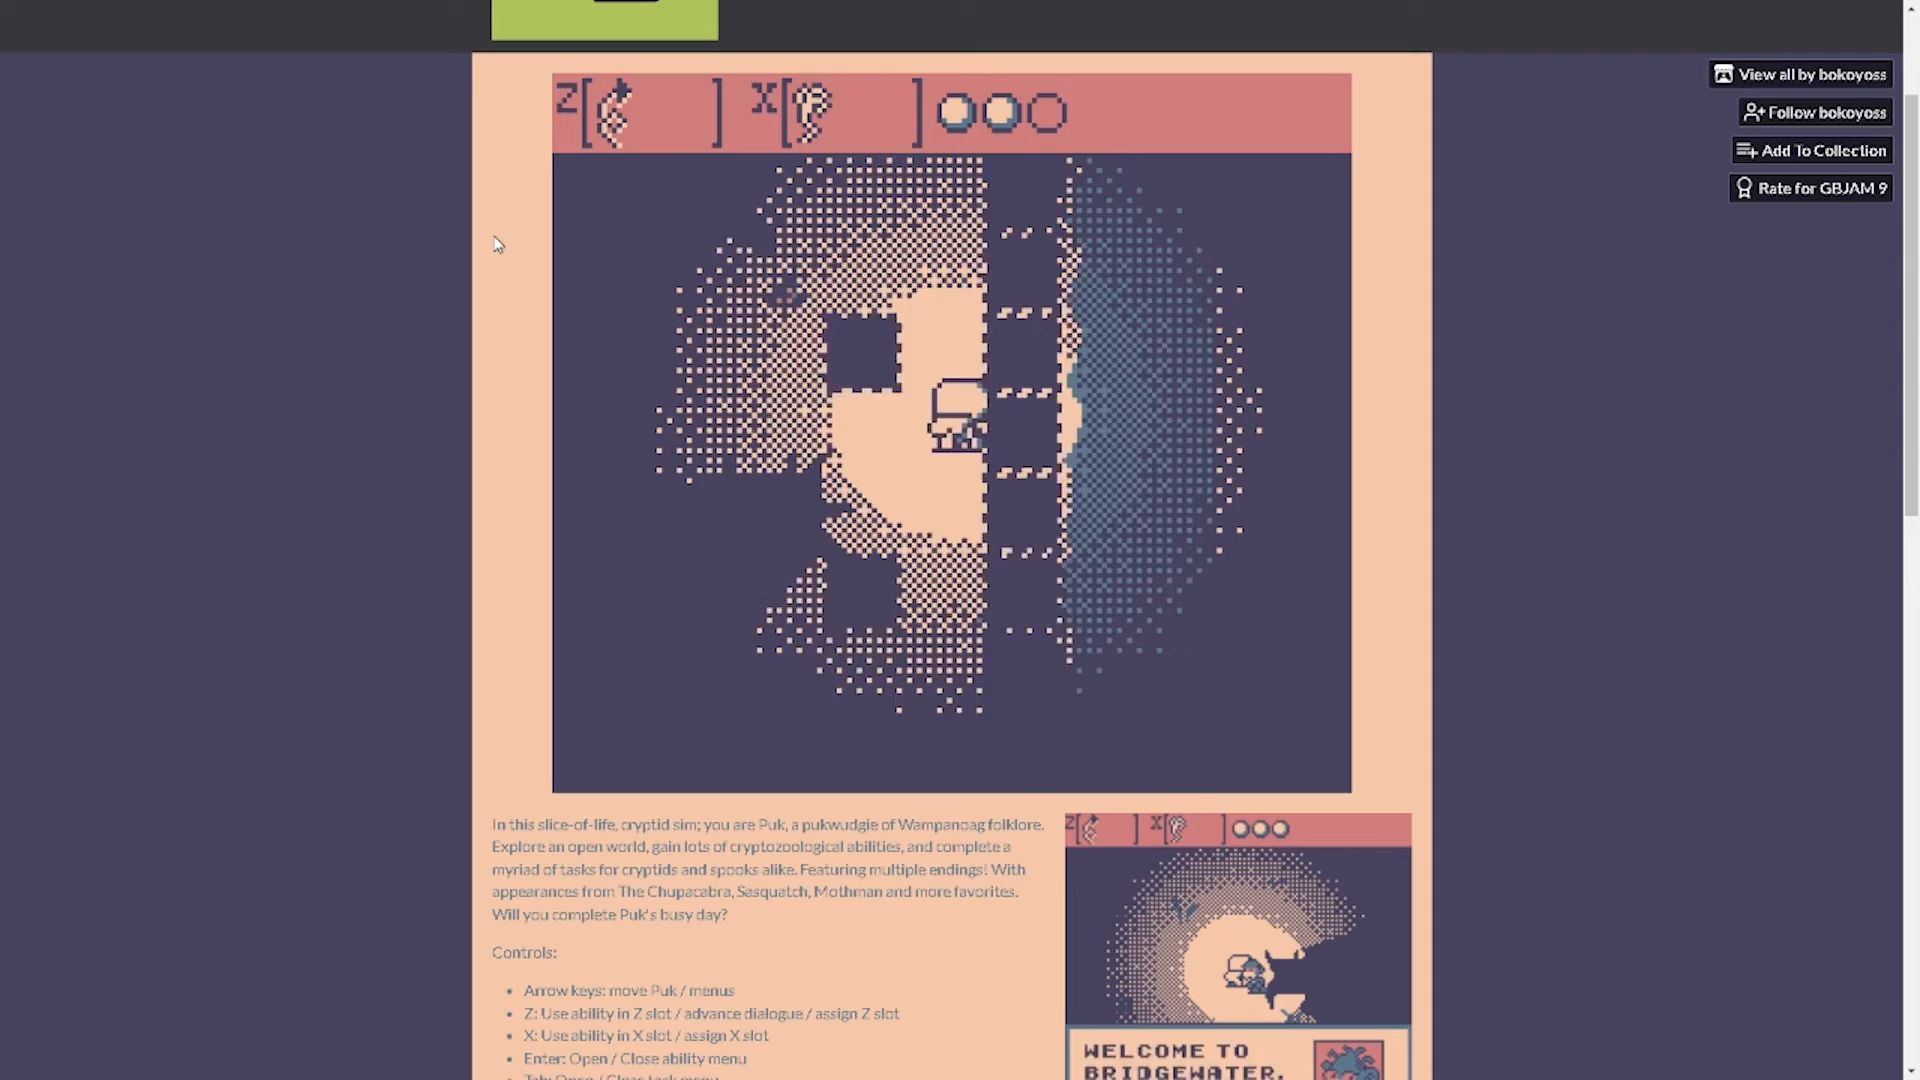 Z[ ] X[ ]
View all by bokoyoss
Follow bokoyoss
Add To Collection
Rate for GBJAM 9
In this slice-of-life, cryptid sim; you are Puk, a pukwudgie of Wampanoag folklore.
Explore an open world, gain lots of cryptozoological abilities, and complete a
myriad of tasks for cryptids and spooks alike. Featuring multiple endings! With
appearances from The Chupacabra, Sasquatch, Mothman and more favorites.
Will you complete Puk's busy day?
Controls:
• Arrow keys: move Puk / menus
• Z: Use ability in Z slot / advance dialogue / assign Z slot
• X: Use ability in X slot / assign X slot
• Enter: Open / Close ability menu
Z[ ] X[ ]
WELCOME TO
BRIDGEWATER.